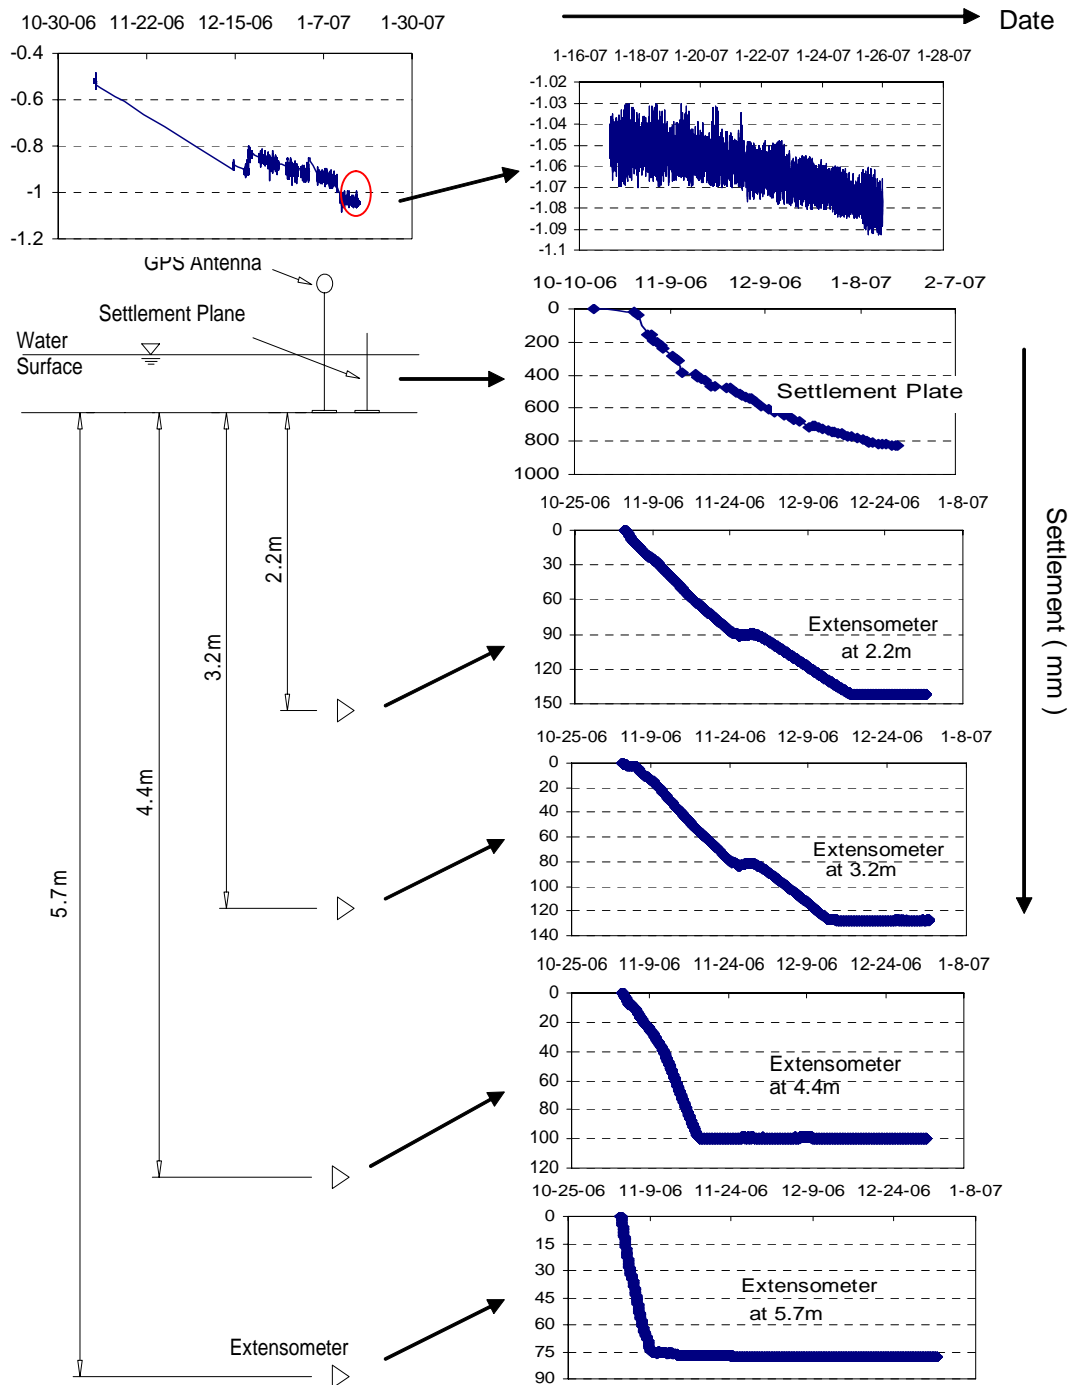 10-30-06 11-22-06 12-15-06 1-7-07 1-30-07
-0.4
-0.6
-0.8
-1
-1.2
Date
1-16-07 1-18-07 1-20-07 1-22-07 1-24-07 1-26-07 1-28-07
-1.02
-1.03
-1.04
-1.05
-1.06
-1.07
-1.08
-1.09
-1.1
GPS Antenna
Settlement Plane
Water
Surface
10-10-06 11-9-06 12-9-06 1-8-07 2-7-07
0
200
400
600
800
1000
Settlement Plate
2.2m
3.2m
4.4m
5.7m
Settlement ( mm )
10-25-06 11-9-06 11-24-06 12-9-06 12-24-06 1-8-07
0
30
60
90
120
150
Extensometer
at 2.2m
10-25-06 11-9-06 11-24-06 12-9-06 12-24-06 1-8-07
0
20
40
60
80
100
120
140
Extensometer
at 3.2m
10-25-06 11-9-06 11-24-06 12-9-06 12-24-06 1-8-07
0
20
40
60
80
100
120
Extensometer
at 4.4m
10-25-06 11-9-06 11-24-06 12-9-06 12-24-06 1-8-07
0
15
30
45
60
75
90
Extensometer
at 5.7m
Extensometer